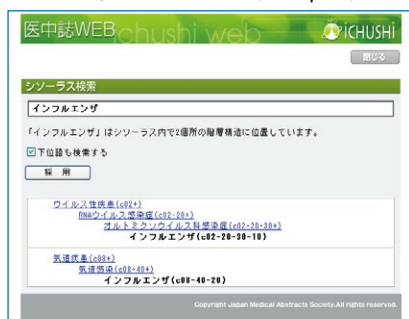 医中誌WEB ichushi web iCHUSHI
閉じる
シソーラス検索
インフルエンザ
「インフルエンザ」はシソーラス内で2個所の階層構造に位置しています。
下位語も検索する
採 用
ウイルス性疾患(c02+)
RNAウイルス感染症(c02-20+)
オルトミクソウイルス科感染症(c02-20-30+)
インフルエンザ(c02-20-30-10)
気道疾患(c08+)
気道感染(c08-40+)
インフルエンザ(c08-40-20)
Copyright Japan Medical Abstracts Society.All rights reserved.